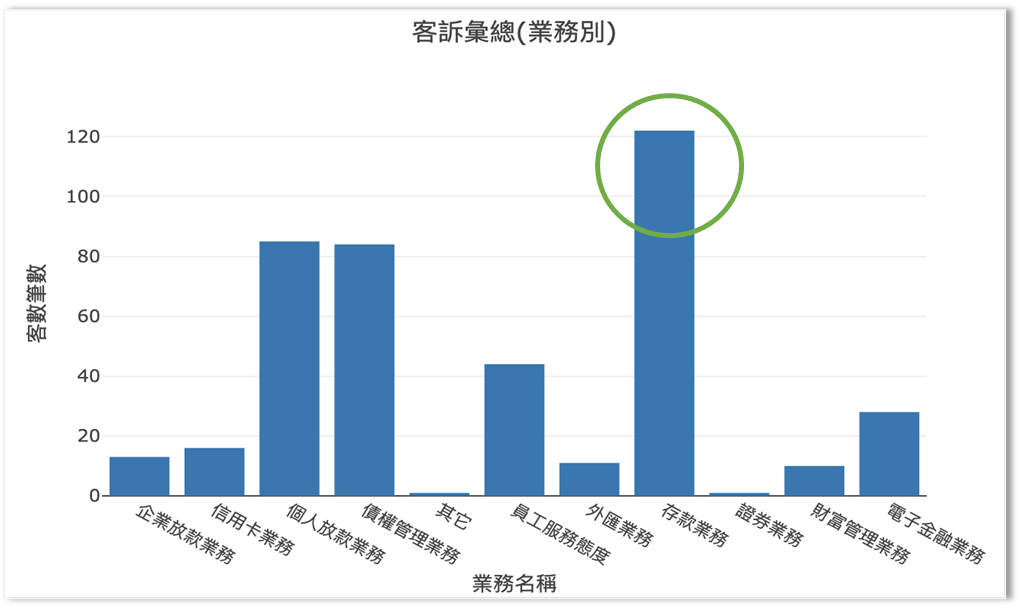 客訴彙總(業務別)
120
100
80
60
40
20
0
客數筆數
企業放款業務
信用卡業務
個人放款業務
債權管理業務
其它
員工服務態度
外匯業務
存款業務
證券業務
財富管理業務
電子金融業務
業務名稱